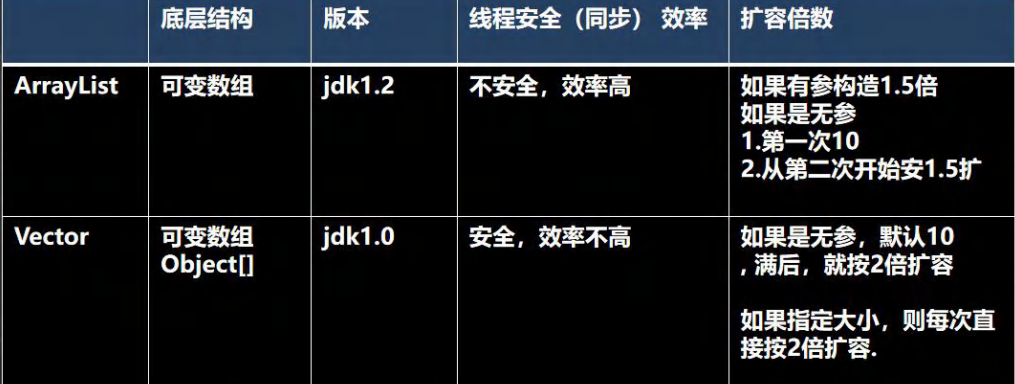 底层结构 版本 线程安全（同步） 效率 扩容倍数
ArrayList 可变数组 jdk1.2 不安全，效率高 如果有参构造1.5倍
如果是无参
1.第一次10
2.从第二次开始安1.5扩
Vector 可变数组 jdk1.0 安全，效率不高 如果是无参，默认10
Object[] , 满后，就按2倍扩容
如果指定大小，则每次直
接按2倍扩容.